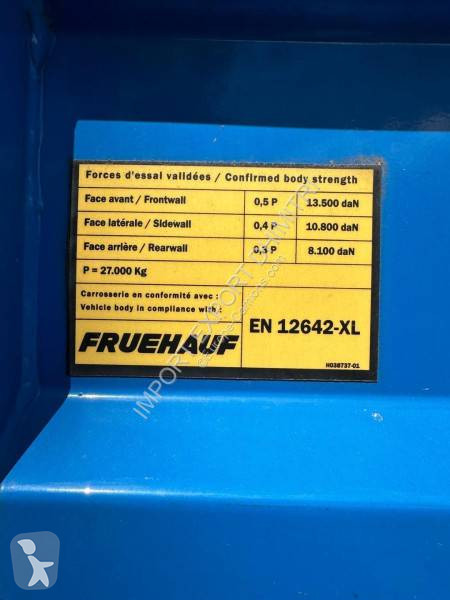 Forces d'essai validées / Confirmed body strength
Face avant / Frontwall 0,5 P 13.500 daN
Face latérale / Sidewall 0,4 P 10.800 daN
Face arrière / Rearwall 0,3 P 8.100 daN
P = 27.000 Kg
Carrosserie en conformité avec :
Vehicle body in compliance with :
FRUEHAUF
EN 12642-XL
H038737-01